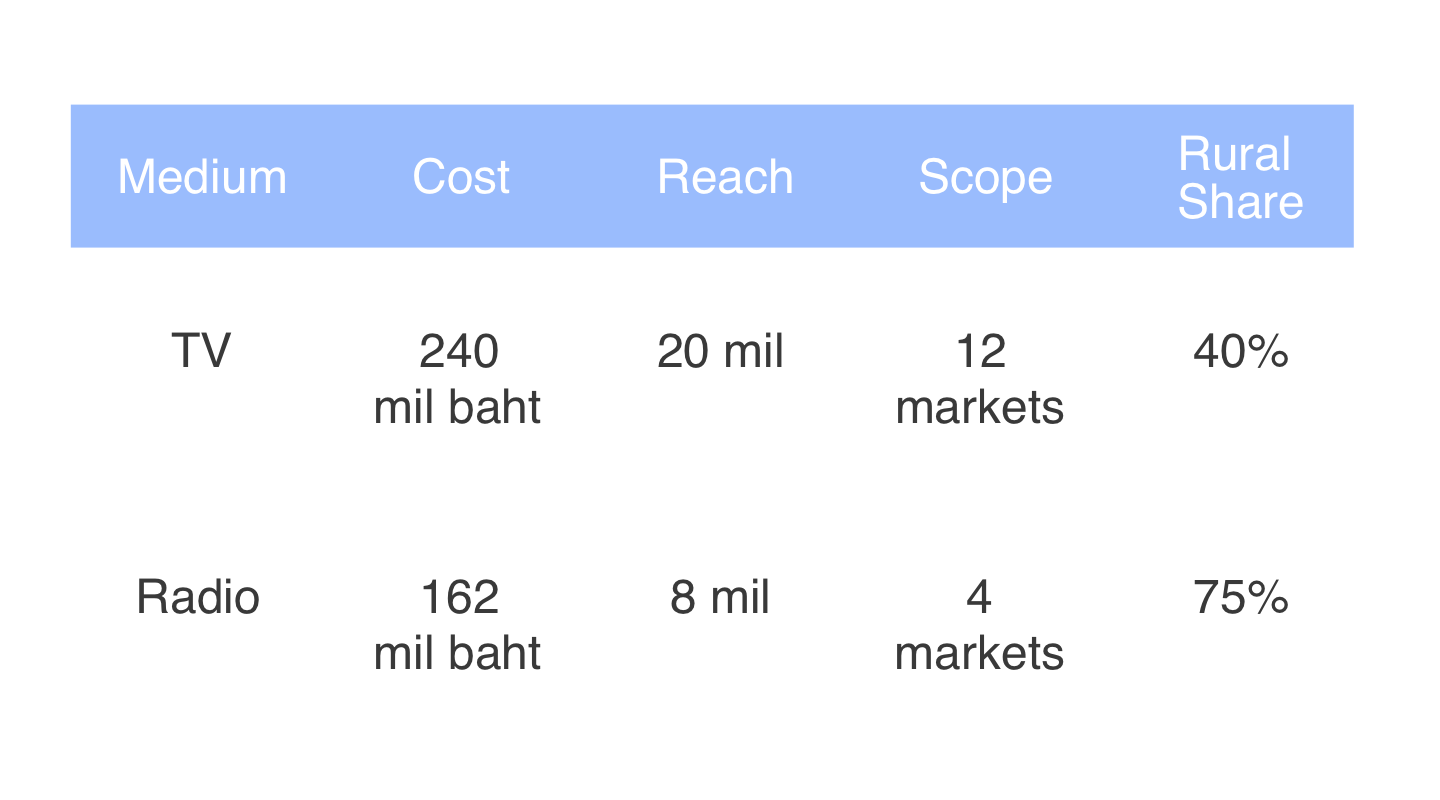 Medium Cost Reach Scope Rural
Share
TV 240 20 mil 12 40%
mil baht markets
Radio 162 8 mil 4 75%
mil baht markets